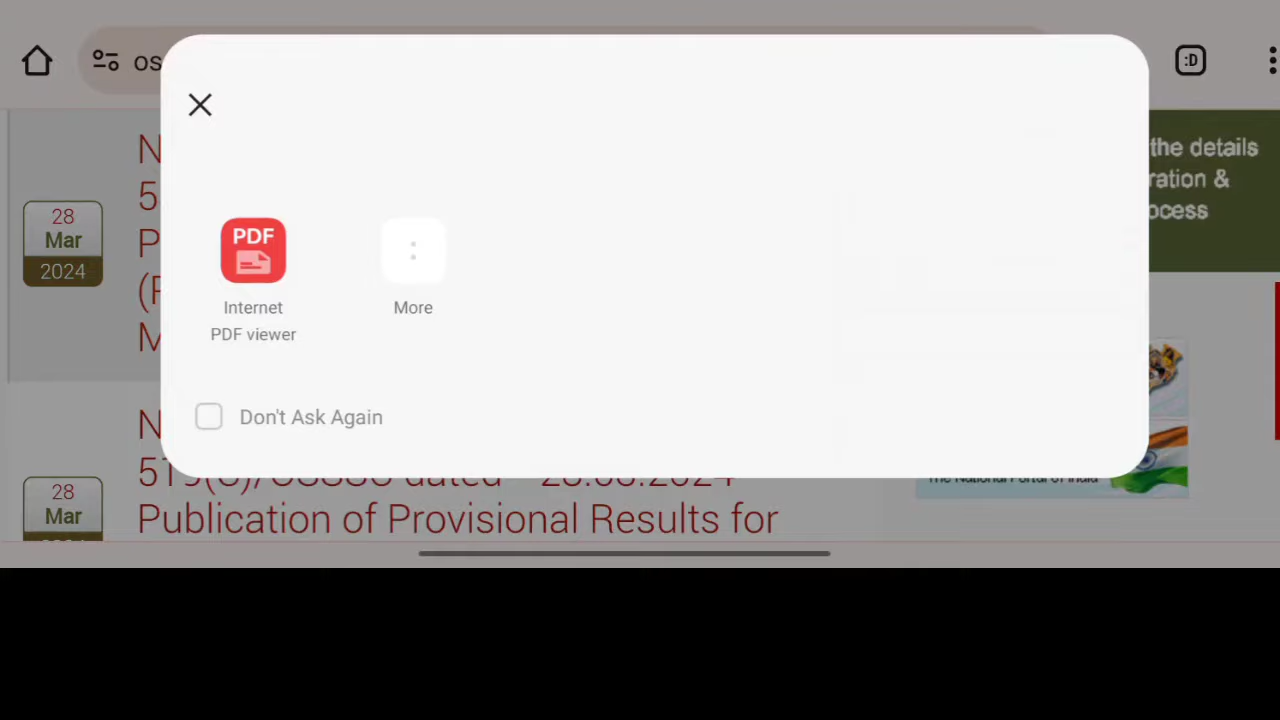 :D
os
the details
ration &
ocess
28
Mar
2024
N
5
P
(F
M
PDF
Internet
PDF viewer
More
Don't Ask Again
28
Mar
N
Publication of Provisional Results for
The National Portal of India